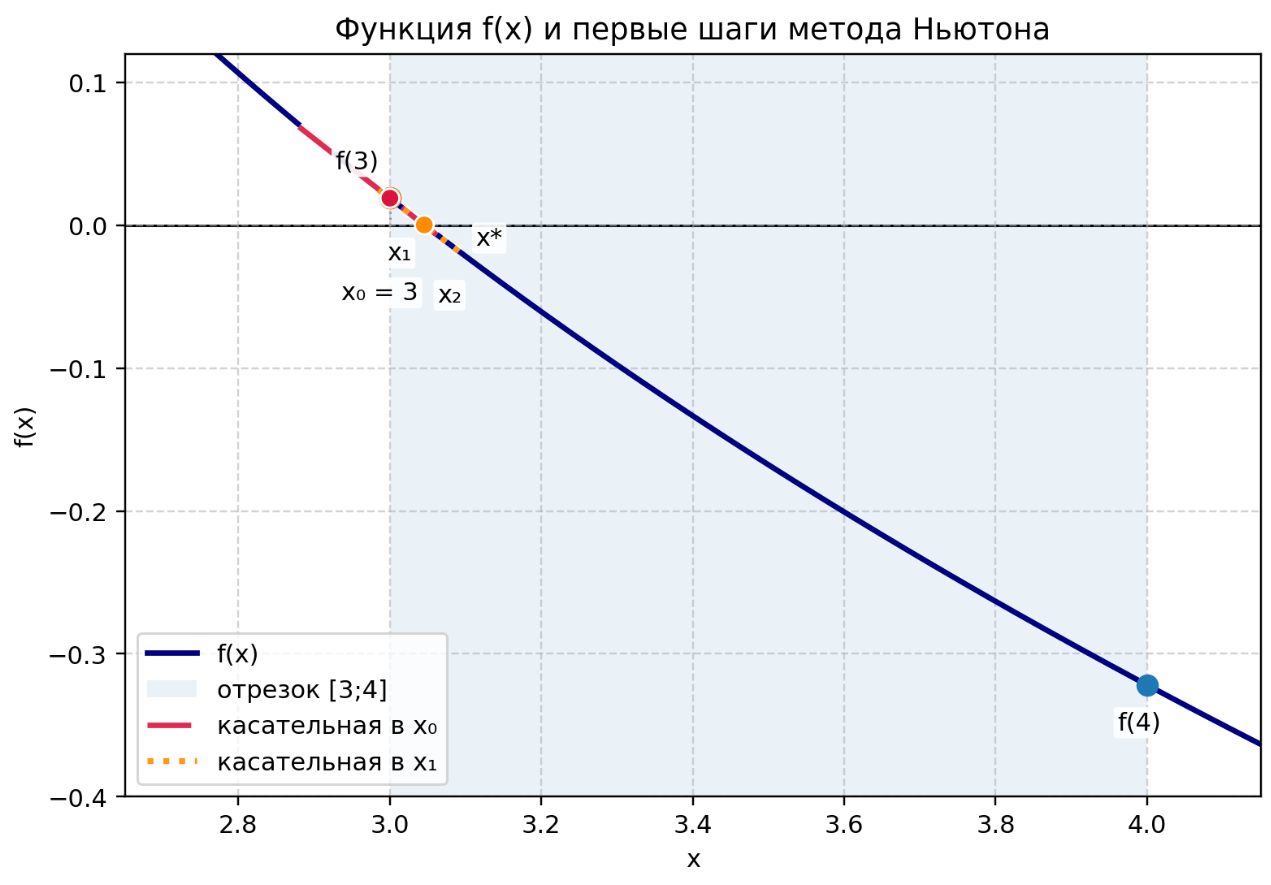 Функция f(x) и первые шаги метода Ньютона
0.1
0.0
−0.1
−0.2
−0.3
−0.4
f(x)
f(3)
x*
x₁
x₀ = 3
x₂
f(4)
f(x)
отрезок [3;4]
касательная в x₀
касательная в x₁
2.8
3.0
3.2
3.4
3.6
3.8
4.0
x